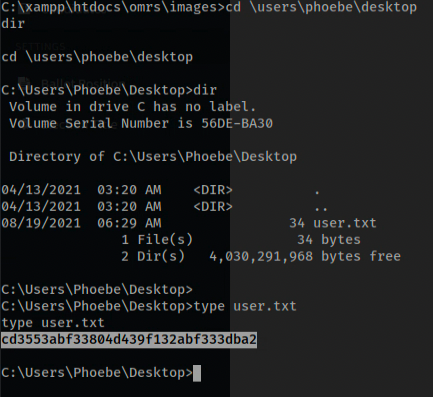 C:\xampp\htdocs\omrs\images>cd \users\phoebe\desktop
dir

cd \users\phoebe\desktop

C:\Users\Phoebe\Desktop>dir
 Volume in drive C has no label.
 Volume Serial Number is 56DE-BA30

 Directory of C:\Users\Phoebe\Desktop

04/13/2021  03:20 AM    <DIR>          .
04/13/2021  03:20 AM    <DIR>          ..
08/19/2021  06:29 AM                34 user.txt
               1 File(s)             34 bytes
               2 Dir(s)   4,030,291,968 bytes free

C:\Users\Phoebe\Desktop>
C:\Users\Phoebe\Desktop>type user.txt
type user.txt
cd3553abf33804d439f132abf333dba2

C:\Users\Phoebe\Desktop>